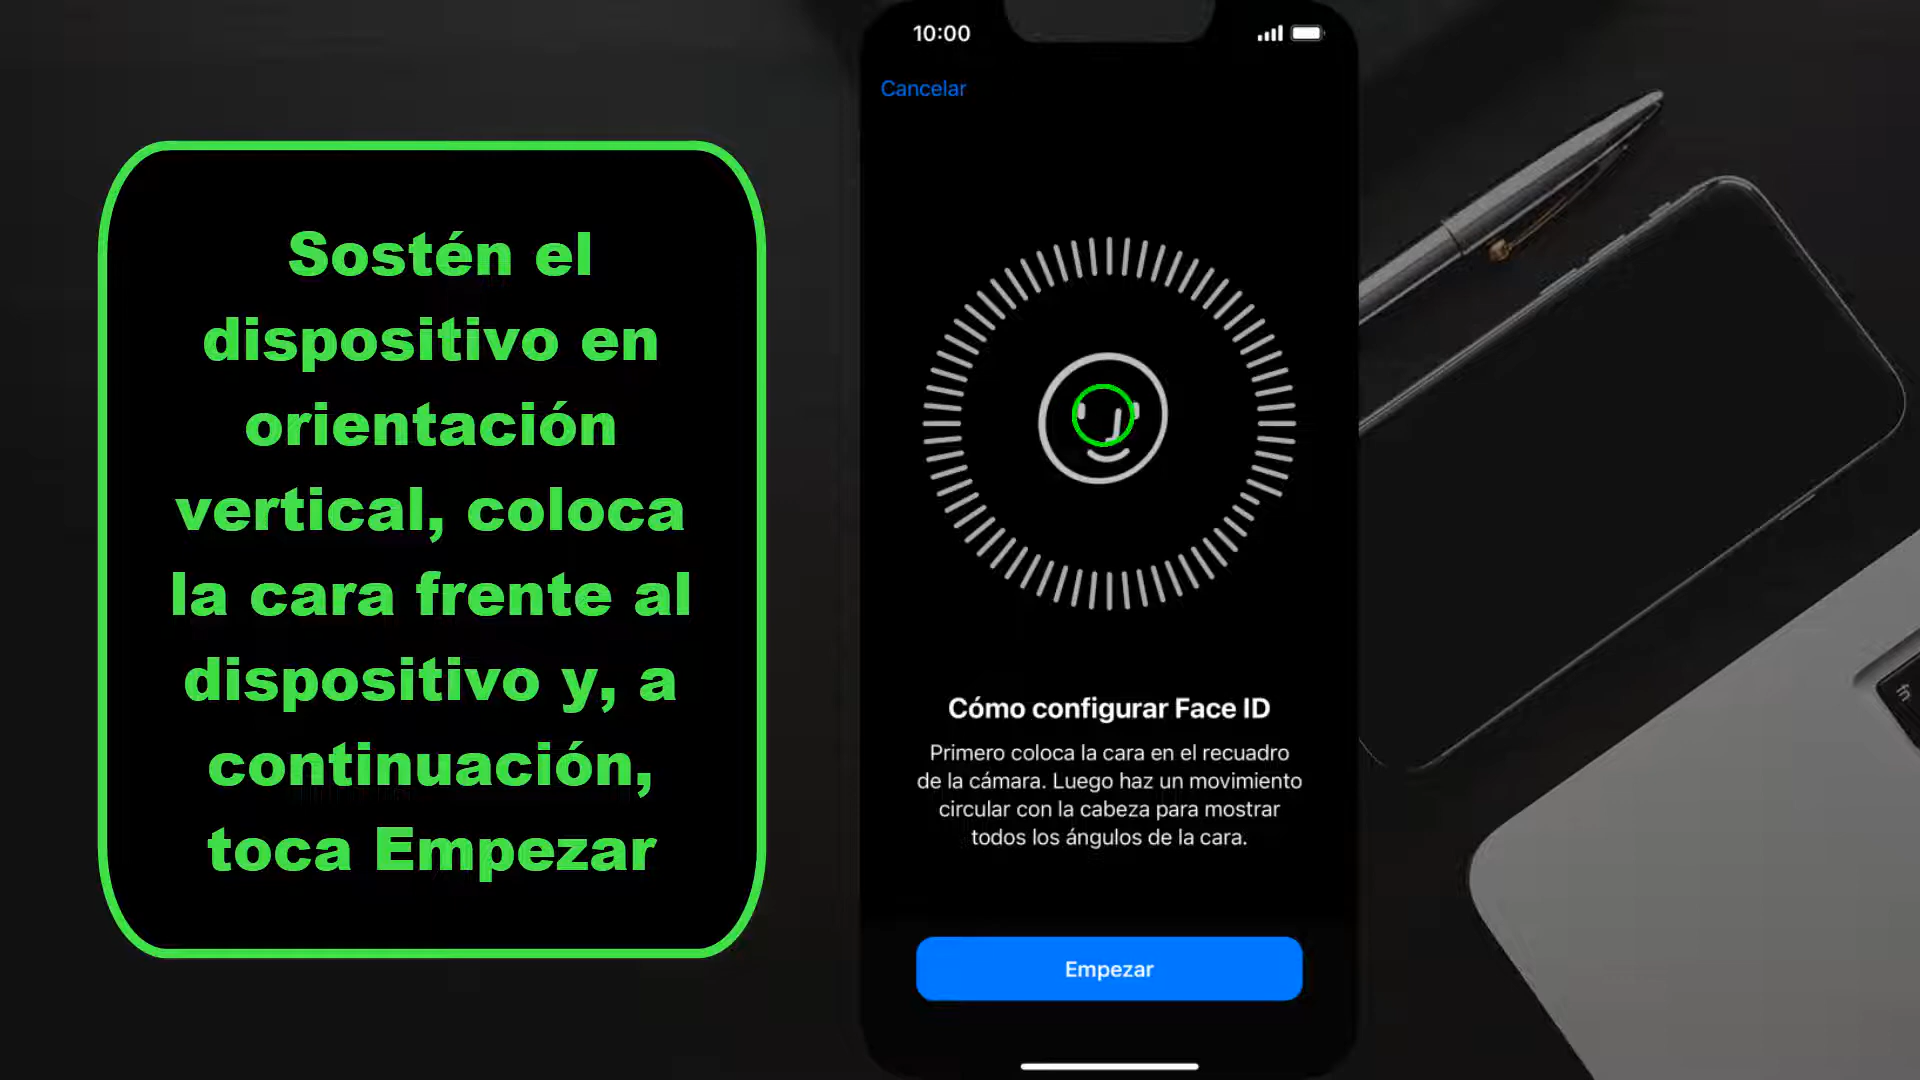 Sostén el
dispositivo en
orientación
vertical, coloca
la cara frente al
dispositivo y, a
continuación,
toca Empezar
10:00
Cancelar
Cómo configurar Face ID
Primero coloca la cara en el recuadro
de la cámara. Luego haz un movimiento
circular con la cabeza para mostrar
todos los ángulos de la cara.
Empezar
fn